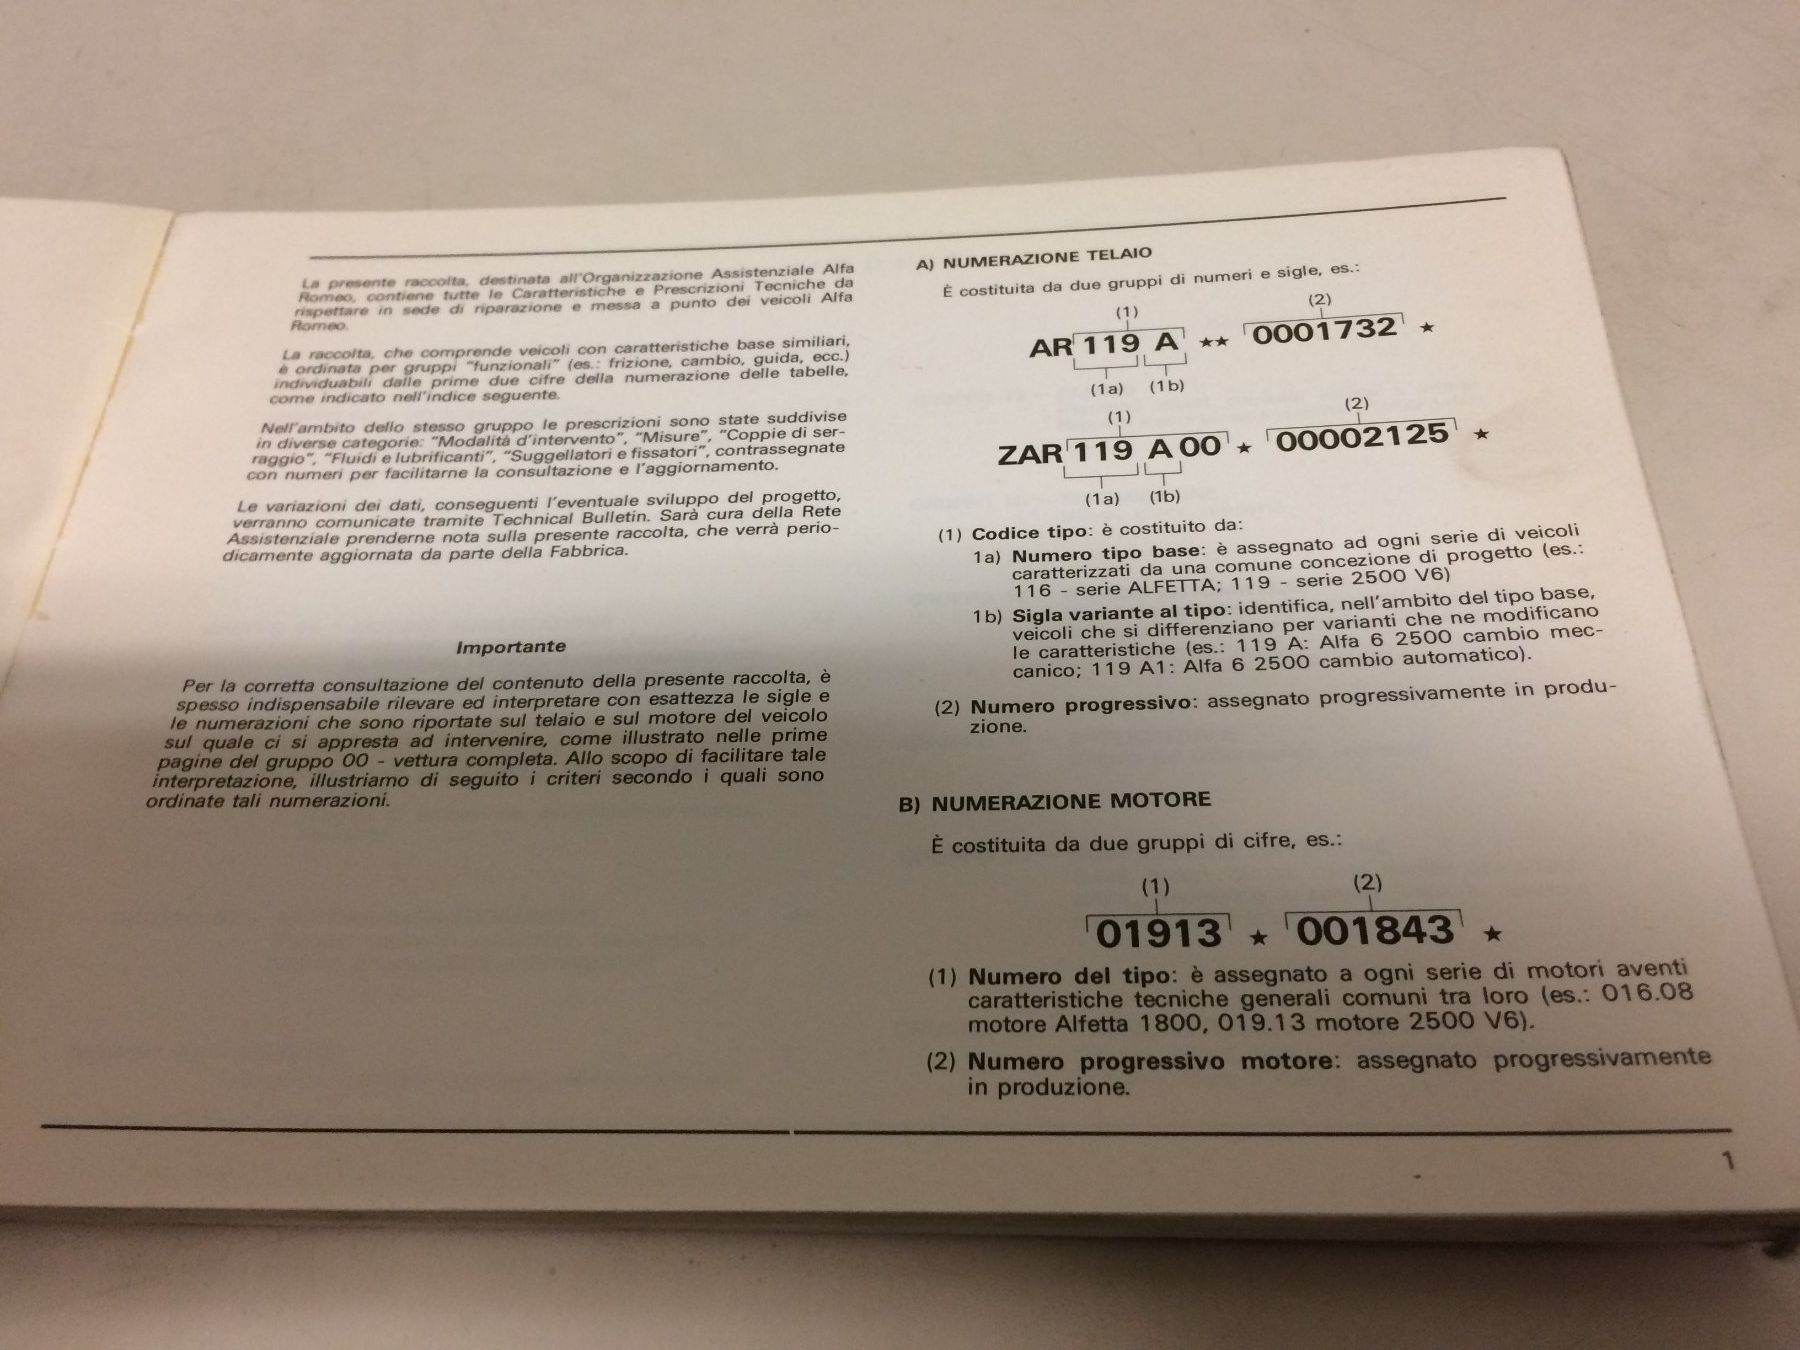 La presente raccolta, destinata all'Organizzazione Assistenziale Alfa
Romeo, contiene tutte le Caratteristiche e Prescrizioni Tecniche da
rispettare in sede di riparazione e messa a punto dei veicoli Alfa
Romeo.
La raccolta, che comprende veicoli con caratteristiche base similiari,
è ordinata per gruppi "funzionali" (es.: frizione, cambio, guida, ecc.)
individuabili dalle prime due cifre della numerazione delle tabelle,
come indicato nell'indice seguente.
Nell'ambito dello stesso gruppo le prescrizioni sono state suddivise
in diverse categorie: "Modalità d'intervento", "Misure", "Coppie di ser-
raggio", "Fluidi e lubrificanti", "Suggellatori e fissatori", contrassegnate
con numeri per facilitarne la consultazione e l'aggiornamento.
Le variazioni dei dati, conseguenti l'eventuale sviluppo del progetto,
verranno comunicate tramite Technical Bulletin. Sarà cura della Rete
Assistenziale prenderne nota sulla presente raccolta, che verrà perio-
dicamente aggiornata da parte della Fabbrica.
Importante
Per la corretta consultazione del contenuto della presente raccolta, è
spesso indispensabile rilevare ed interpretare con esattezza le sigle e
le numerazioni che sono riportate sul telaio e sul motore del veicolo
sul quale ci si appresta ad intervenire, come illustrato nelle prime
pagine del gruppo 00 - vettura completa. Allo scopo di facilitare tale
interpretazione, illustriamo di seguito i criteri secondo i quali sono
ordinate tali numerazioni.
A) NUMERAZIONE TELAIO
È costituita da due gruppi di numeri e sigle, es.:
(1) (2)
AR 119 A ★★ 0001732 ★
(1a) (1b)
(1) (2)
ZAR 119 A 00 ★ 00002125 ★
(1a) (1b)
(1) Codice tipo: è costituito da:
1a) Numero tipo base: è assegnato ad ogni serie di veicoli
caratterizzati da una comune concezione di progetto (es.:
116 - serie ALFETTA; 119 - serie 2500 V6)
1b) Sigla variante al tipo: identifica, nell'ambito del tipo base,
veicoli che si differenziano per varianti che ne modificano
le caratteristiche (es.: 119 A: Alfa 6 2500 cambio mec-
canico; 119 A1: Alfa 6 2500 cambio automatico).
(2) Numero progressivo: assegnato progressivamente in produ-
zione.
B) NUMERAZIONE MOTORE
È costituita da due gruppi di cifre, es.:
(1) (2)
01913 ★ 001843 ★
(1) Numero del tipo: è assegnato a ogni serie di motori aventi
caratteristiche tecniche generali comuni tra loro (es.: 016.08
motore Alfetta 1800, 019.13 motore 2500 V6).
(2) Numero progressivo motore: assegnato progressivamente
in produzione.
1